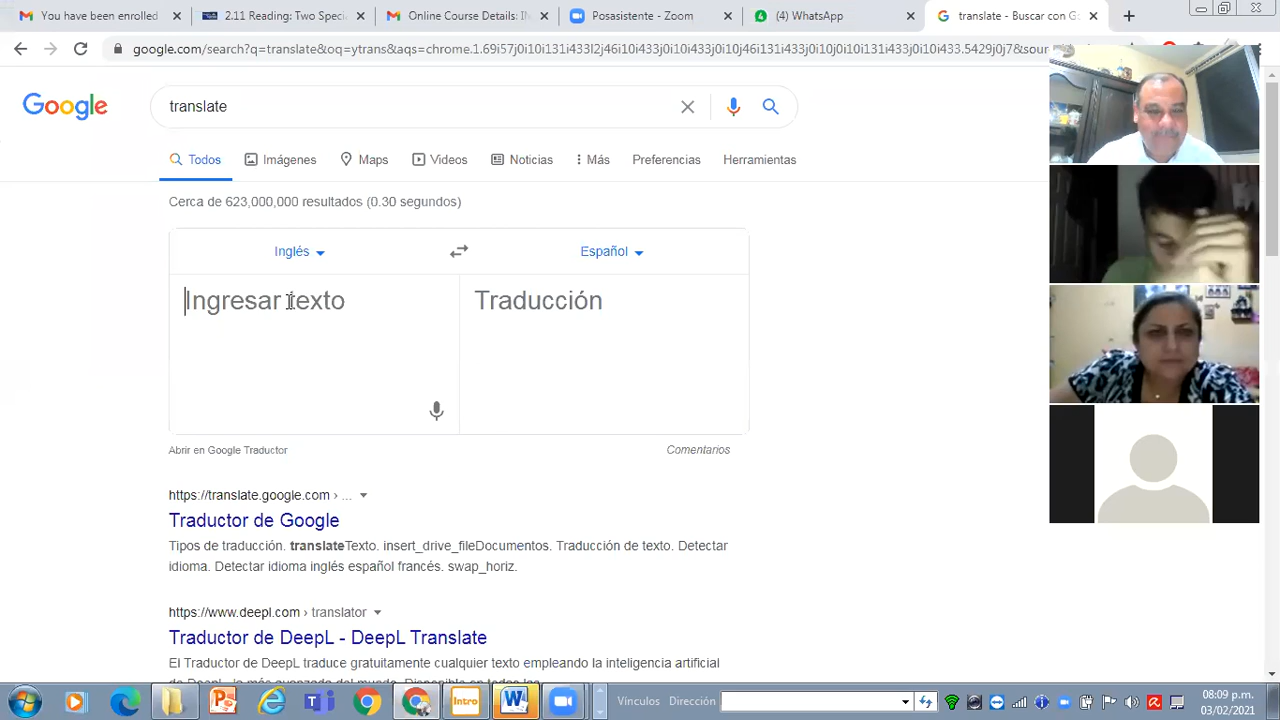 You have been enrolled
2.11 Reading: Two Speci
Online Course Details: IN
Posasistente - Zoom
(4) WhatsApp
translate - Buscar con G
google.com/search?q=translate&oq=ytrans&aqs=chrome.1.69i57j0i10i131i433l2j46i10i433j0i10i433j0i10j46i131i433j0i10j0i10i131i433j0i10i433.5429j0j7&sour
Google
translate
Todos
Imágenes
Maps
Videos
Noticias
Más
Preferencias
Herramientas
Cerca de 623,000,000 resultados (0.30 segundos)
Inglés
Español
Ingresar texto
Traducción
Abrir en Google Traductor
Comentarios
https://translate.google.com › ...
Traductor de Google
Tipos de traducción. translateTexto. insert_drive_fileDocumentos. Traducción de texto. Detectar
idioma. Detectar idioma inglés español francés. swap_horiz.
https://www.deepl.com › translator
Traductor de DeepL - DeepL Translate
El Traductor de DeepL traduce gratuitamente cualquier texto empleando la inteligencia artificial
Intro
Vínculos
Dirección
08:09 p.m.
03/02/2021